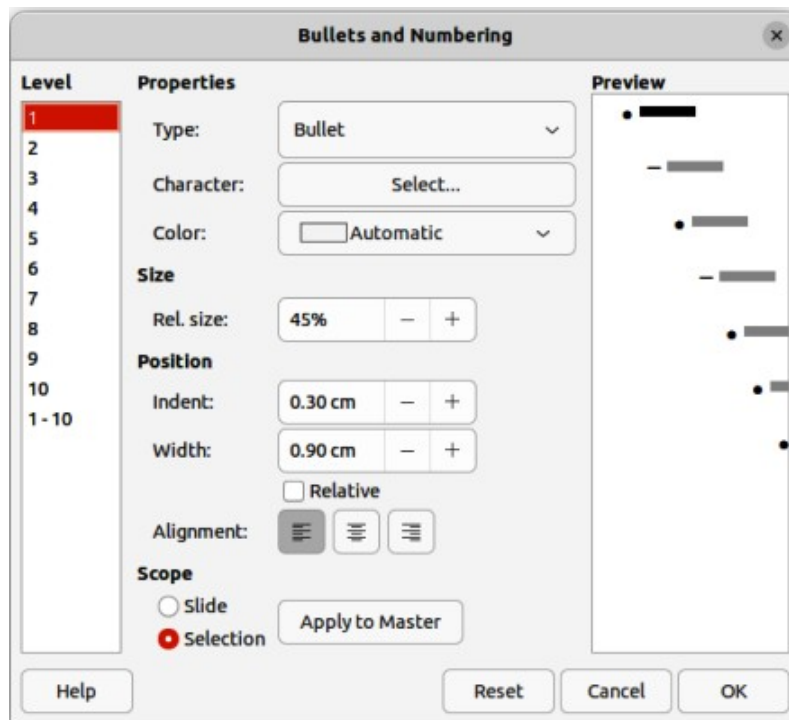 Bullets and Numbering
Level
1
2
3
4
5
6
7
8
9
10
1 - 10
Properties
Type: Bullet
Character: Select...
Color: Automatic
Size
Rel. size: 45%
Position
Indent: 0.30 cm
Width: 0.90 cm
Relative
Alignment:
Scope
Slide
Selection
Apply to Master
Preview
Help Reset Cancel OK